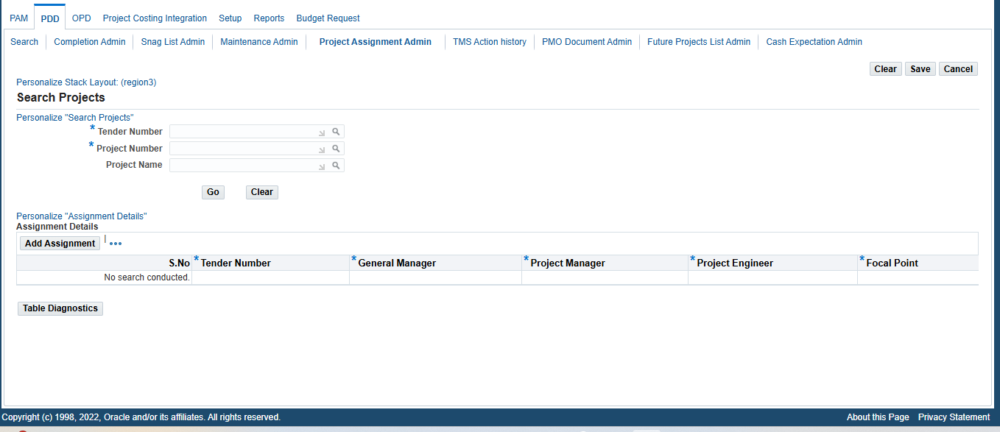 PAM PDD OPD Project Costing Integration Setup Reports Budget Request
Search Completion Admin Snag List Admin Maintenance Admin Project Assignment Admin TMS Action history PMO Document Admin Future Projects List Admin Cash Expectation Admin
Clear Save Cancel
Personalize Stack Layout: (region3)
Search Projects
Personalize "Search Projects"
* Tender Number
* Project Number
Project Name
Go Clear
Personalize "Assignment Details"
Assignment Details
Add Assignment | •••
S.No * Tender Number * General Manager * Project Manager * Project Engineer * Focal Point
No search conducted.
Table Diagnostics
Copyright (c) 1998, 2022, Oracle and/or its affiliates. All rights reserved. About this Page Privacy Statement